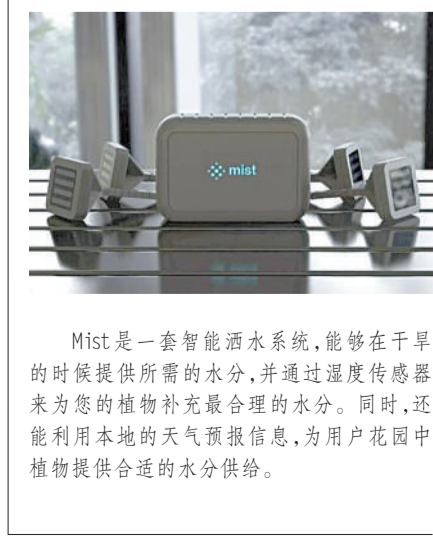 mist
Mist是一套智能洒水系统,能够在干旱
的时候提供所需的水分,并通过湿度传感器
来为您的植物补充最合理的水分。同时,还
能利用本地的天气预报信息,为用户花园中
植物提供合适的水分供给。